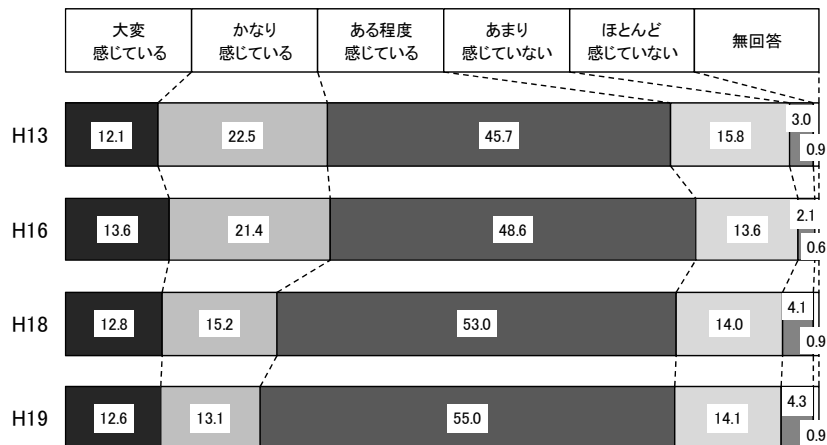 大変
感じている
かなり
感じている
ある程度
感じている
あまり
感じていない
ほとんど
感じていない
無回答
H13
12.1
22.5
45.7
15.8
3.0
0.9
H16
13.6
21.4
48.6
13.6
2.1
0.6
H18
12.8
15.2
53.0
14.0
4.1
0.9
H19
12.6
13.1
55.0
14.1
4.3
0.9